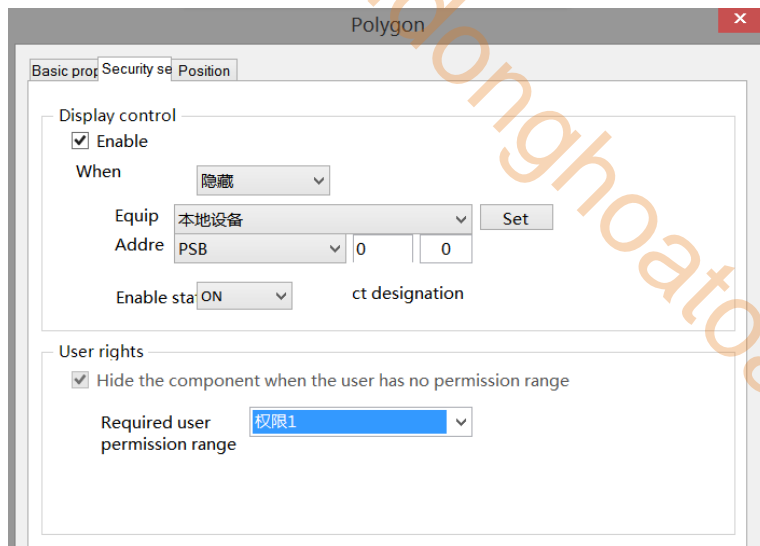 Polygon
Basic prop Security se Position
Display control
Enable
When 隐藏
Equip 本地设备 Set
Addre PSB 0 0
Enable sta ON ct designation
User rights
Hide the component when the user has no permission range
Required user 权限1
permission range
donghoatoa